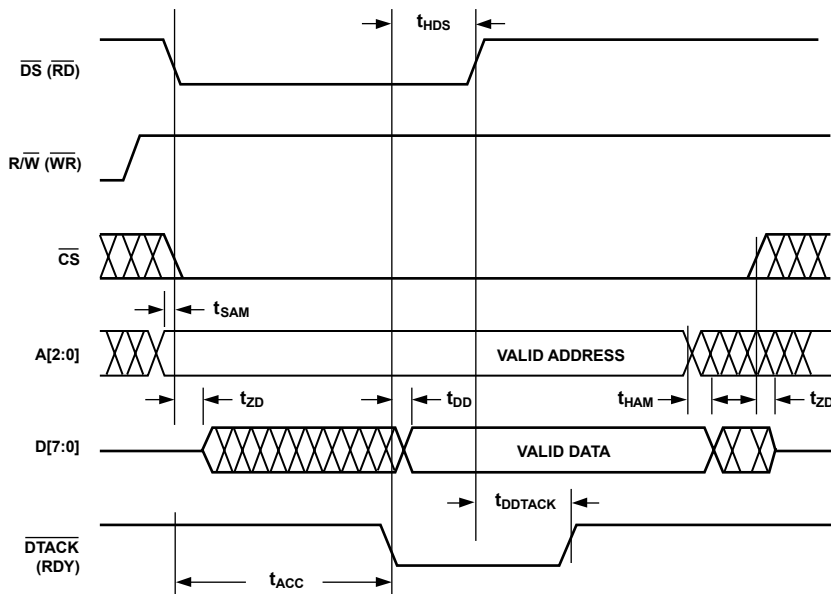 tHDS
DS (RD)
R/W (WR)
CS
tSAM
A[2:0]
VALID ADDRESS
tZD
tDD
tHAM
tZD
D[7:0]
VALID DATA
tDDTACK
DTACK
(RDY)
tACC